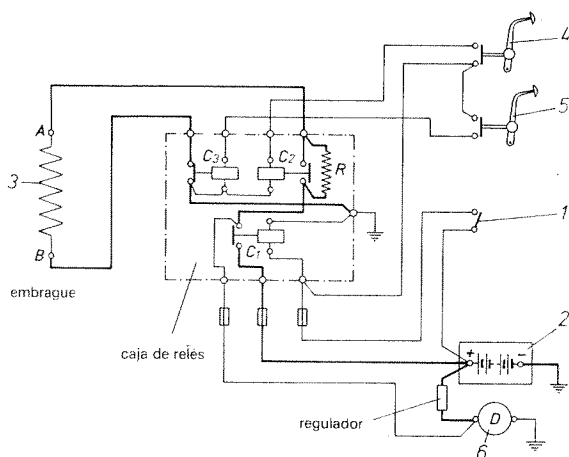 4
A
C3
C2
R
5
3
1
B
C1
embrague
caja de relés
2
+
−
regulador
D
6